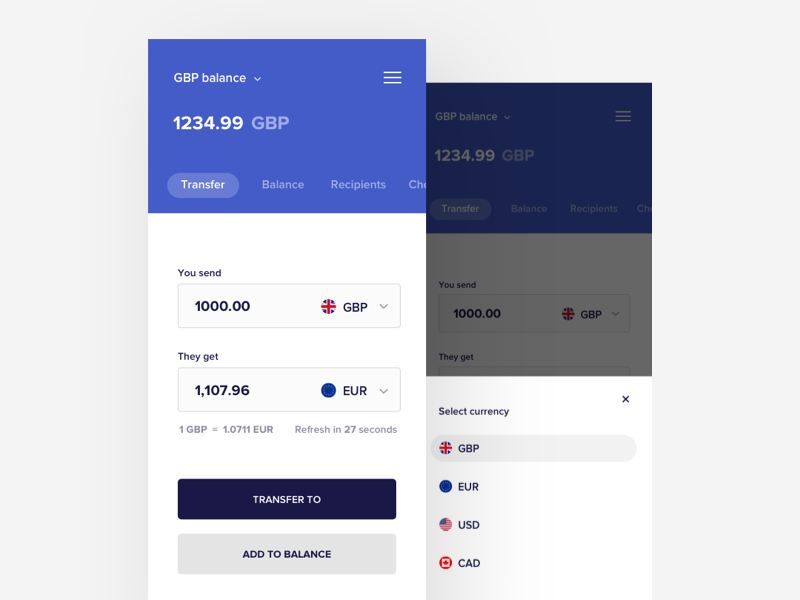 GBP balance
1234.99 GBP
Transfer Balance Recipients Che
You send
1000.00 GBP
They get
1,107.96 EUR
1 GBP = 1.0711 EUR Refresh in 27 seconds
TRANSFER TO
ADD TO BALANCE
GBP balance
1234.99 GBP
Transfer Balance Recipients Ch
You send
1000.00 GBP
They get
Select currency
GBP
EUR
USD
CAD